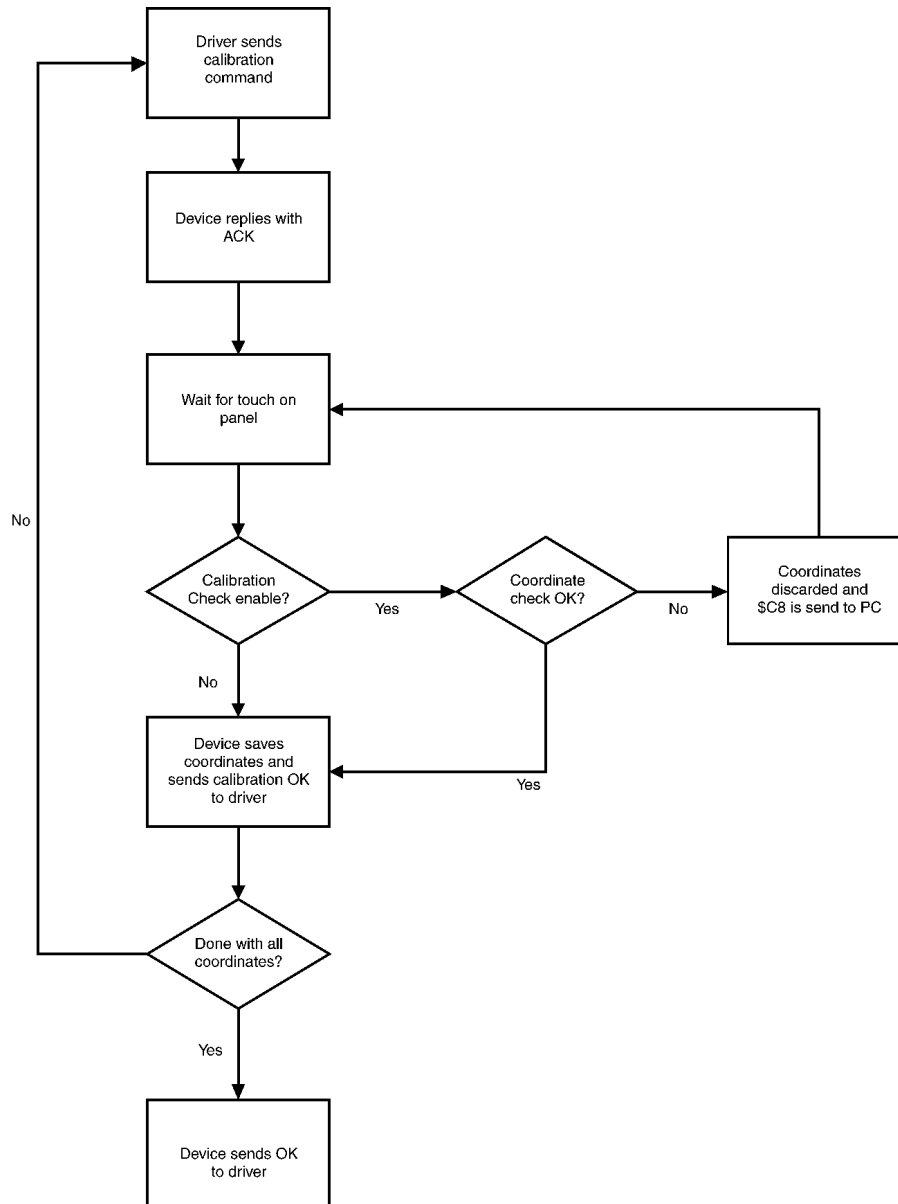 Driver sends
calibration
command
Device replies with
ACK
Wait for touch on
panel
No
Calibration
Check enable?
Yes
Coordinate
check OK?
No
Coordinates
discarded and
$C8 is send to PC
No
Device saves
coordinates and
sends calibration OK
to driver
Yes
Done with all
coordinates?
Yes
Device sends OK
to driver